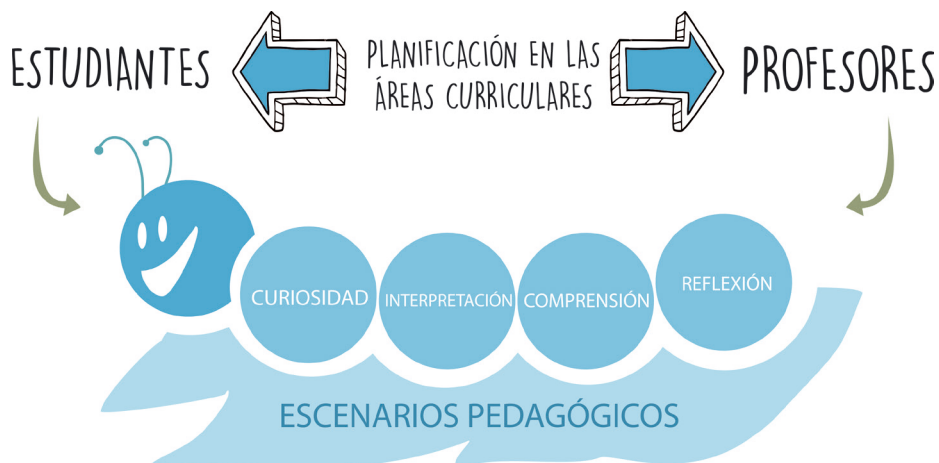 ESTUDIANTES
PLANIFICACIÓN EN LAS
ÁREAS CURRICULARES
PROFESORES
CURIOSIDAD
INTERPRETACIÓN
COMPRENSIÓN
REFLEXIÓN
ESCENARIOS PEDAGÓGICOS